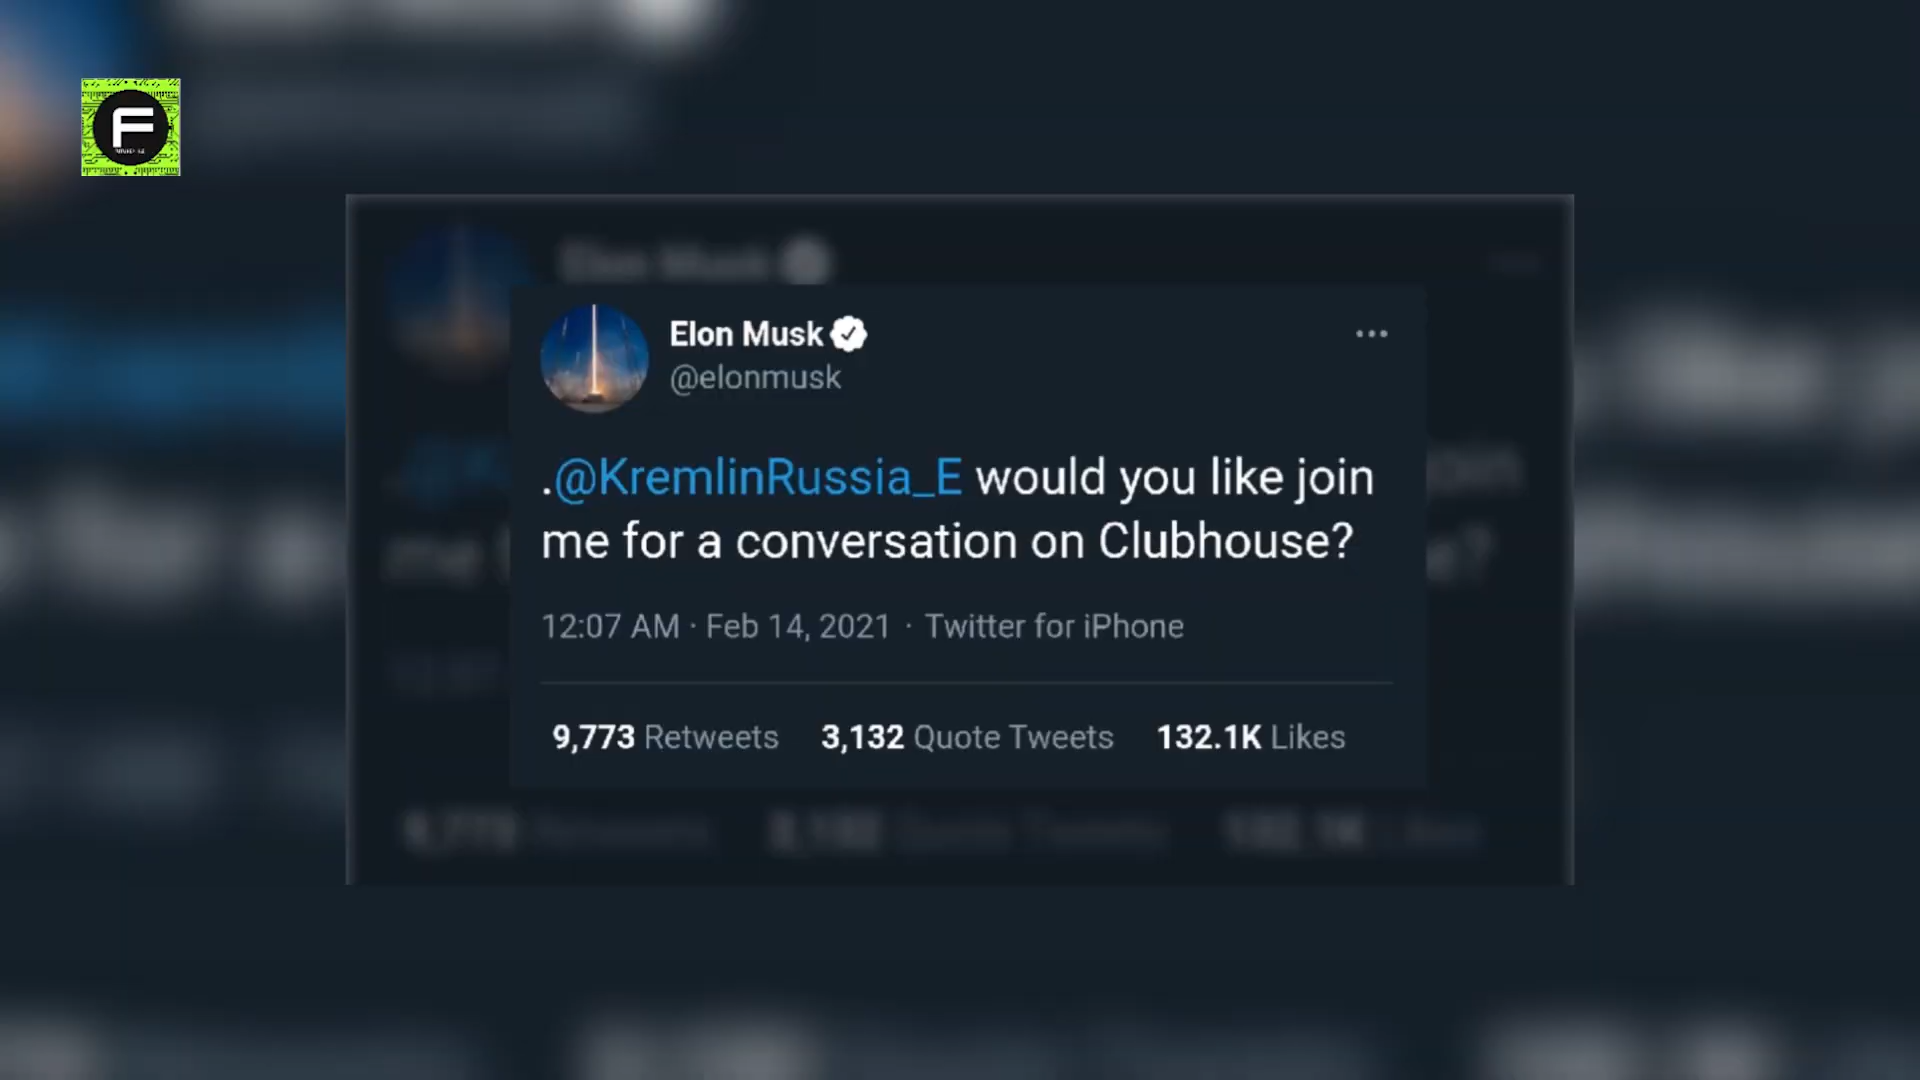 F
Elon Musk
@elonmusk
.@KremlinRussia_E would you like join
me for a conversation on Clubhouse?
12:07 AM · Feb 14, 2021 · Twitter for iPhone
9,773 Retweets 3,132 Quote Tweets 132.1K Likes